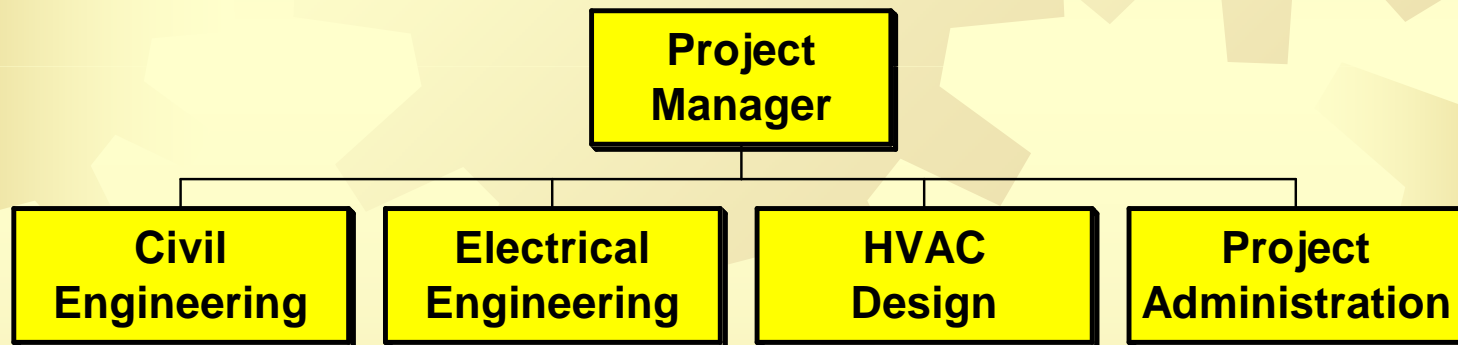 Project
Manager
Civil
Engineering
Electrical
Engineering
HVAC
Design
Project
Administration